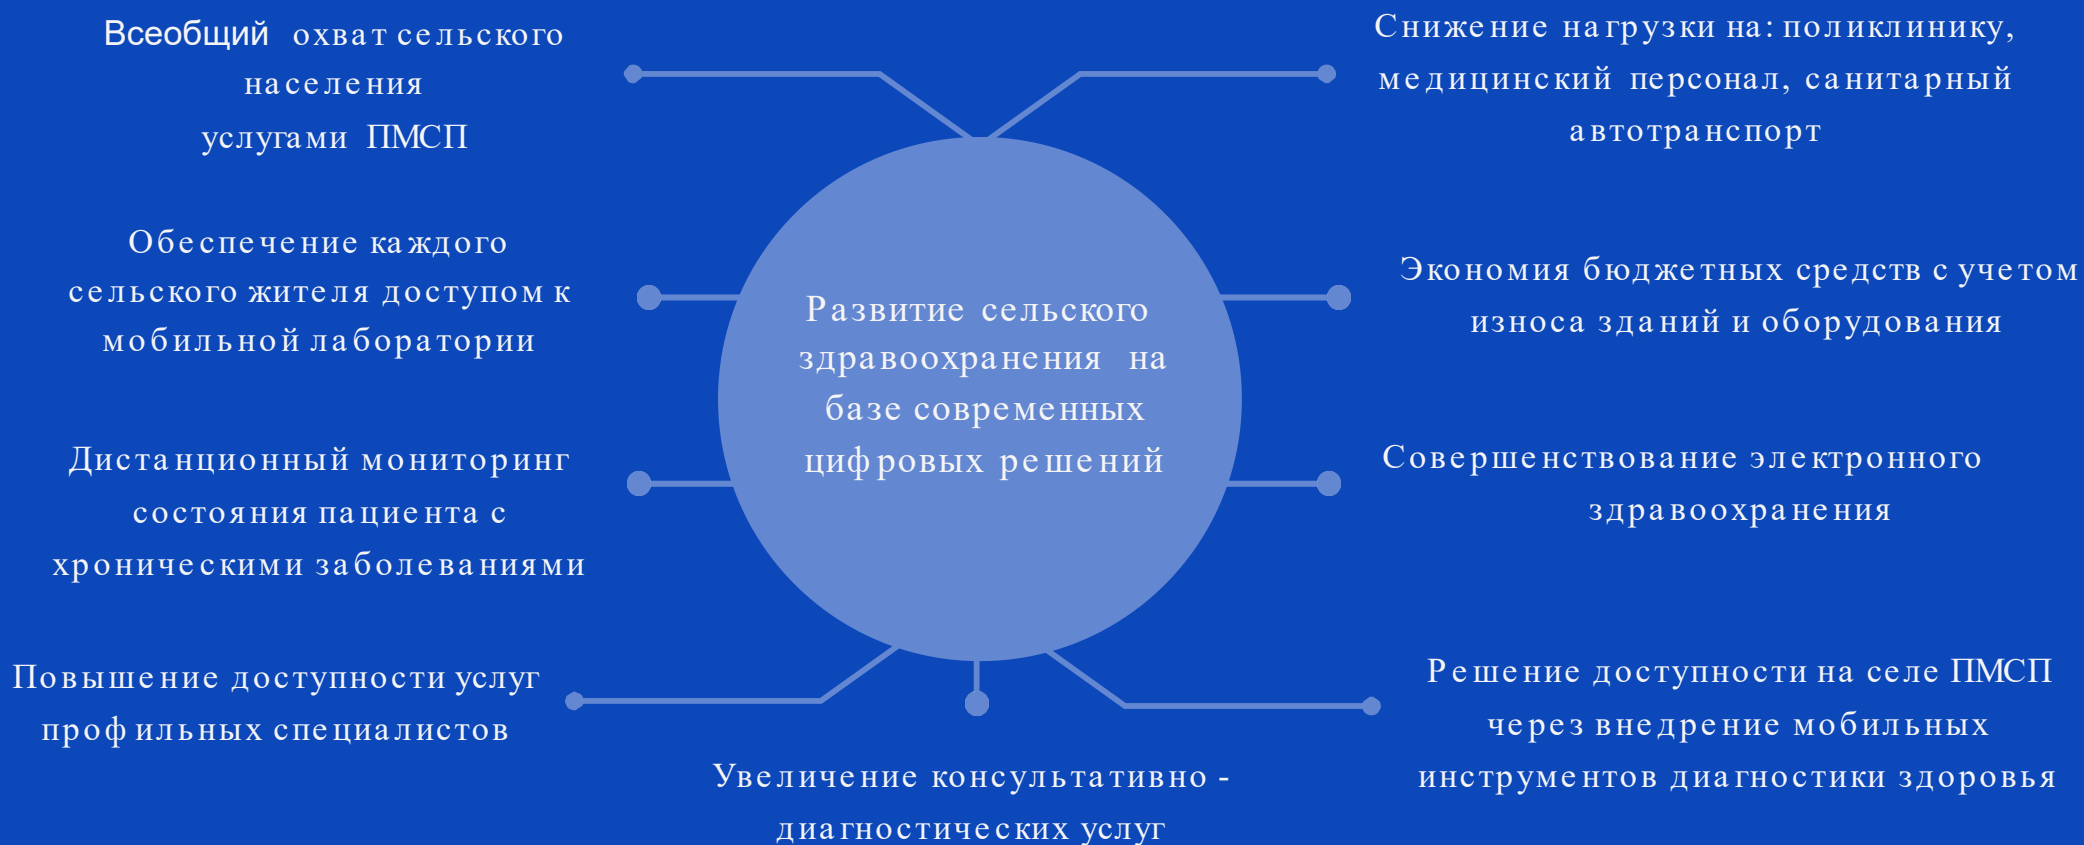 Всеобщий охват сельского
населения
услугами ПМСП
Обеспечение каждого
сельского жителя доступом к
мобильной лаборатории
Дистанционный мониторинг
состояния пациента с
хроническими заболеваниями
Повышение доступности услуг
профильных специалистов
Развитие сельского
здравоохранения на
базе современных
цифровых решений
Увеличение консультативно -
диагностических услуг
Снижение нагрузки на: поликлинику,
медицинский персонал, санитарный
автотранспорт
Экономия бюджетных средств с учетом
износа зданий и оборудования
Совершенствование электронного
здравоохранения
Решение доступности на селе ПМСП
через внедрение мобильных
инструментов диагностики здоровья